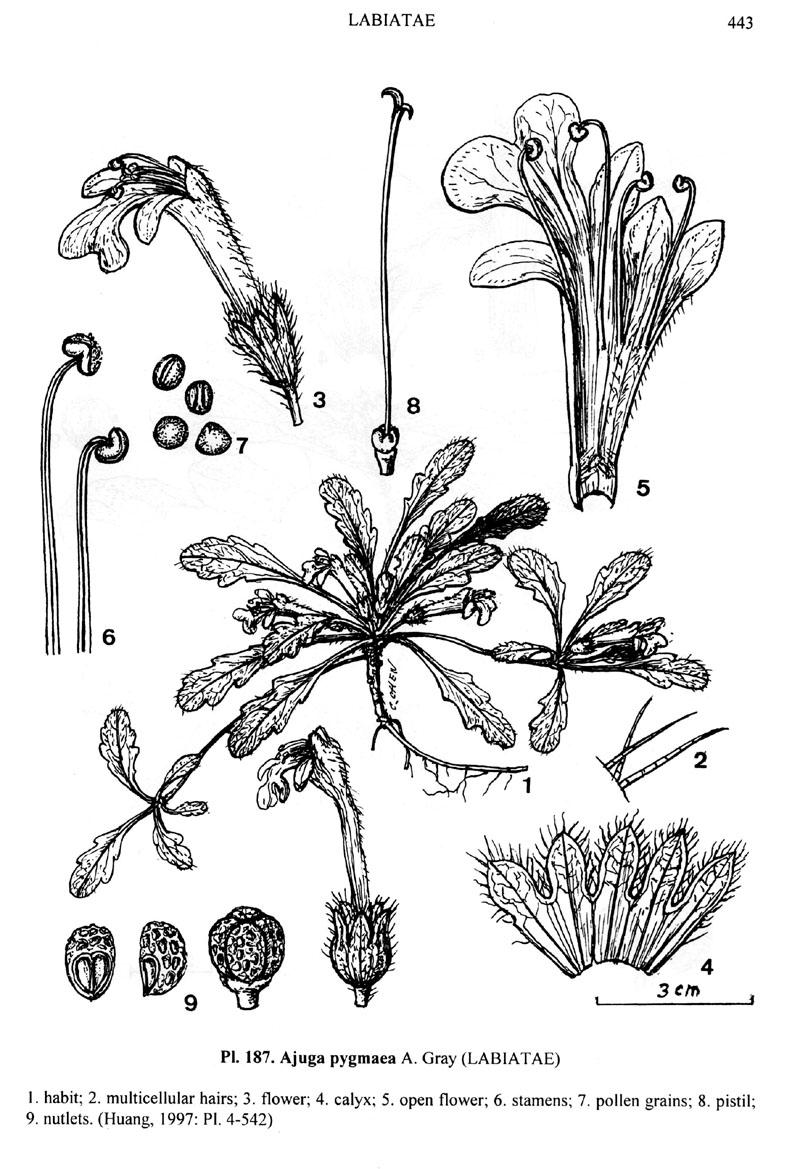 LABIATAE
443
3
8
7
5
6
C.CHEN
1
2
4
3 cm
9
Pl. 187. Ajuga pygmaea A. Gray (LABIATAE)
1. habit; 2. multicellular hairs; 3. flower; 4. calyx; 5. open flower; 6. stamens; 7. pollen grains; 8. pistil;
9. nutlets. (Huang, 1997: Pl. 4-542)